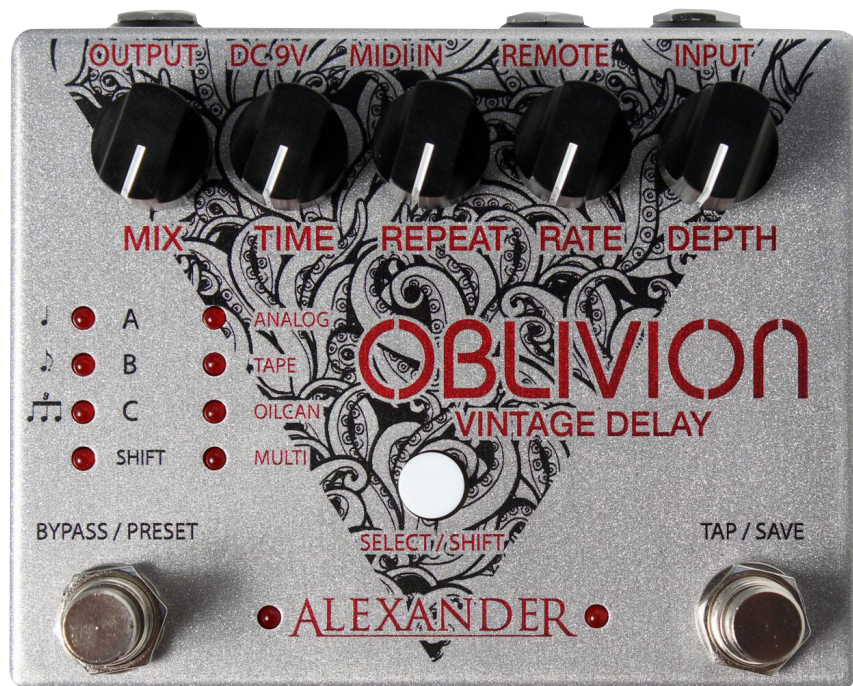 OUTPUT DC 9V MIDI IN REMOTE INPUT
MIX TIME REPEAT RATE DEPTH
A ANALOG
B TAPE
3
C OILCAN
SHIFT MULTI
OBLIVION
VINTAGE DELAY
BYPASS / PRESET
SELECT / SHIFT
TAP / SAVE
ALEXANDER